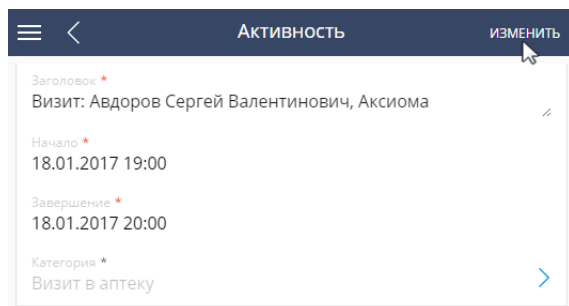 Активность
ИЗМЕНИТЬ
Заголовок *
Визит: Авдоров Сергей Валентинович, Аксиома
Начало *
18.01.2017 19:00
Завершение *
18.01.2017 20:00
Категория *
Визит в аптеку